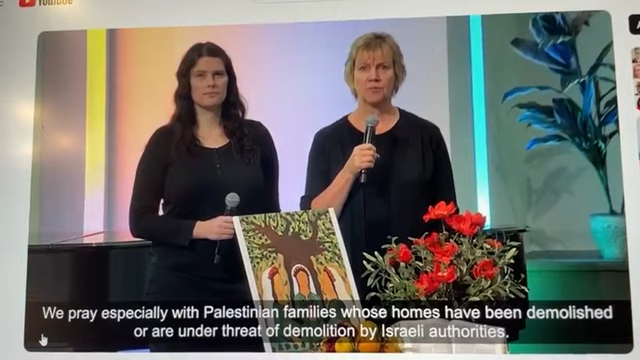 YouTube
We pray especially with Palestinian families whose homes have been demolished
or are under threat of demolition by Israeli authorities.